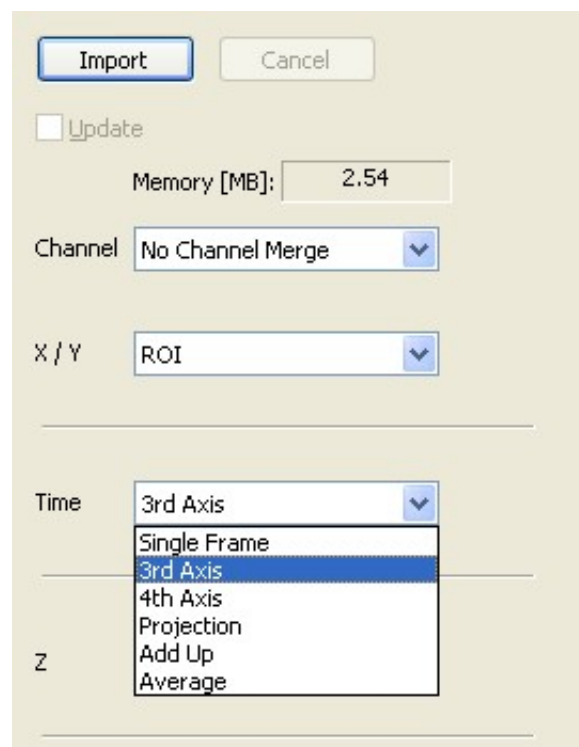 Import Cancel
Update
Memory [MB]: 2.54
Channel No Channel Merge
X / Y ROI
Time 3rd Axis
Single Frame
3rd Axis
4th Axis
Projection
Z Add Up
Average